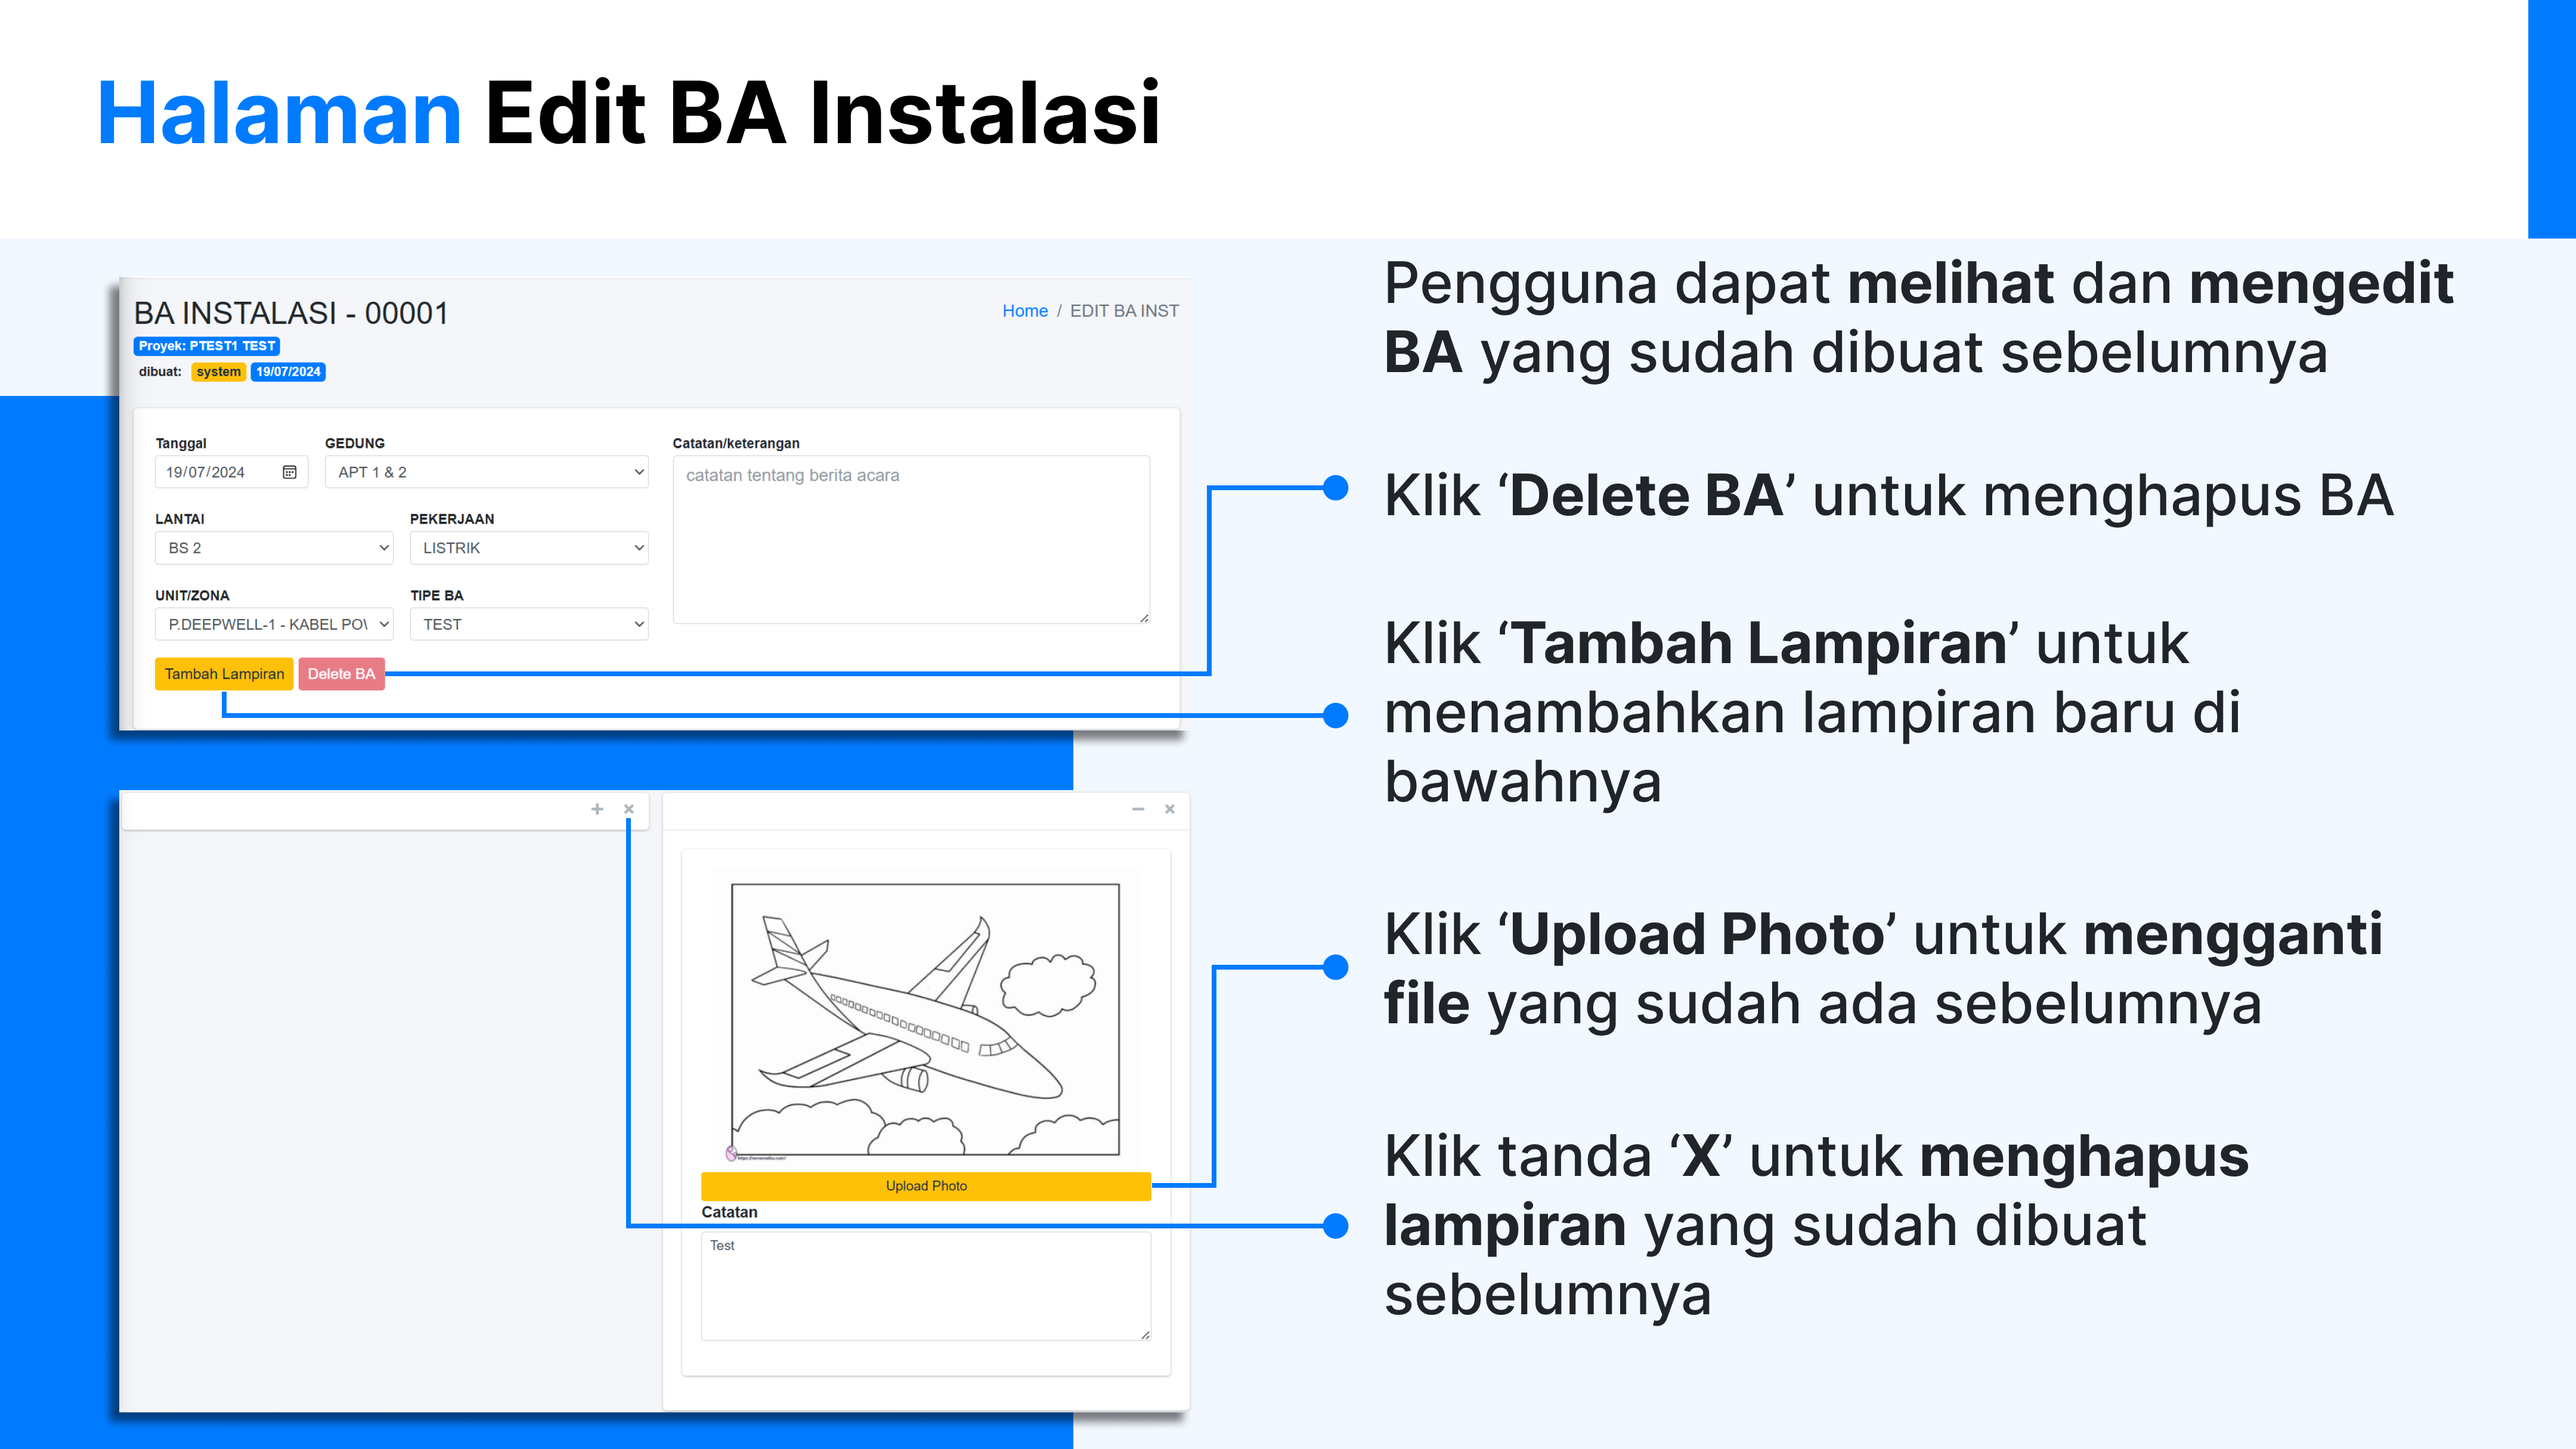 Halaman Edit BA Instalasi
BA INSTALASI - 00001
Home / EDIT BA INST
Proyek: PTEST1 TEST
dibuat: system 19/07/2024
Tanggal
GEDUNG
Catatan/keterangan
19/07/2024
APT 1 & 2
catatan tentang berita acara
LANTAI
PEKERJAAN
BS 2
LISTRIK
UNIT/ZONA
TIPE BA
P.DEEPWELL-1 - KABEL PO
TEST
Tambah Lampiran
Delete BA
Upload Photo
Catatan
Test
Pengguna dapat melihat dan mengedit
BA yang sudah dibuat sebelumnya
Klik ‘Delete BA’ untuk menghapus BA
Klik ‘Tambah Lampiran’ untuk
menambahkan lampiran baru di
bawahnya
Klik ‘Upload Photo’ untuk mengganti
file yang sudah ada sebelumnya
Klik tanda ‘X’ untuk menghapus
lampiran yang sudah dibuat
sebelumnya